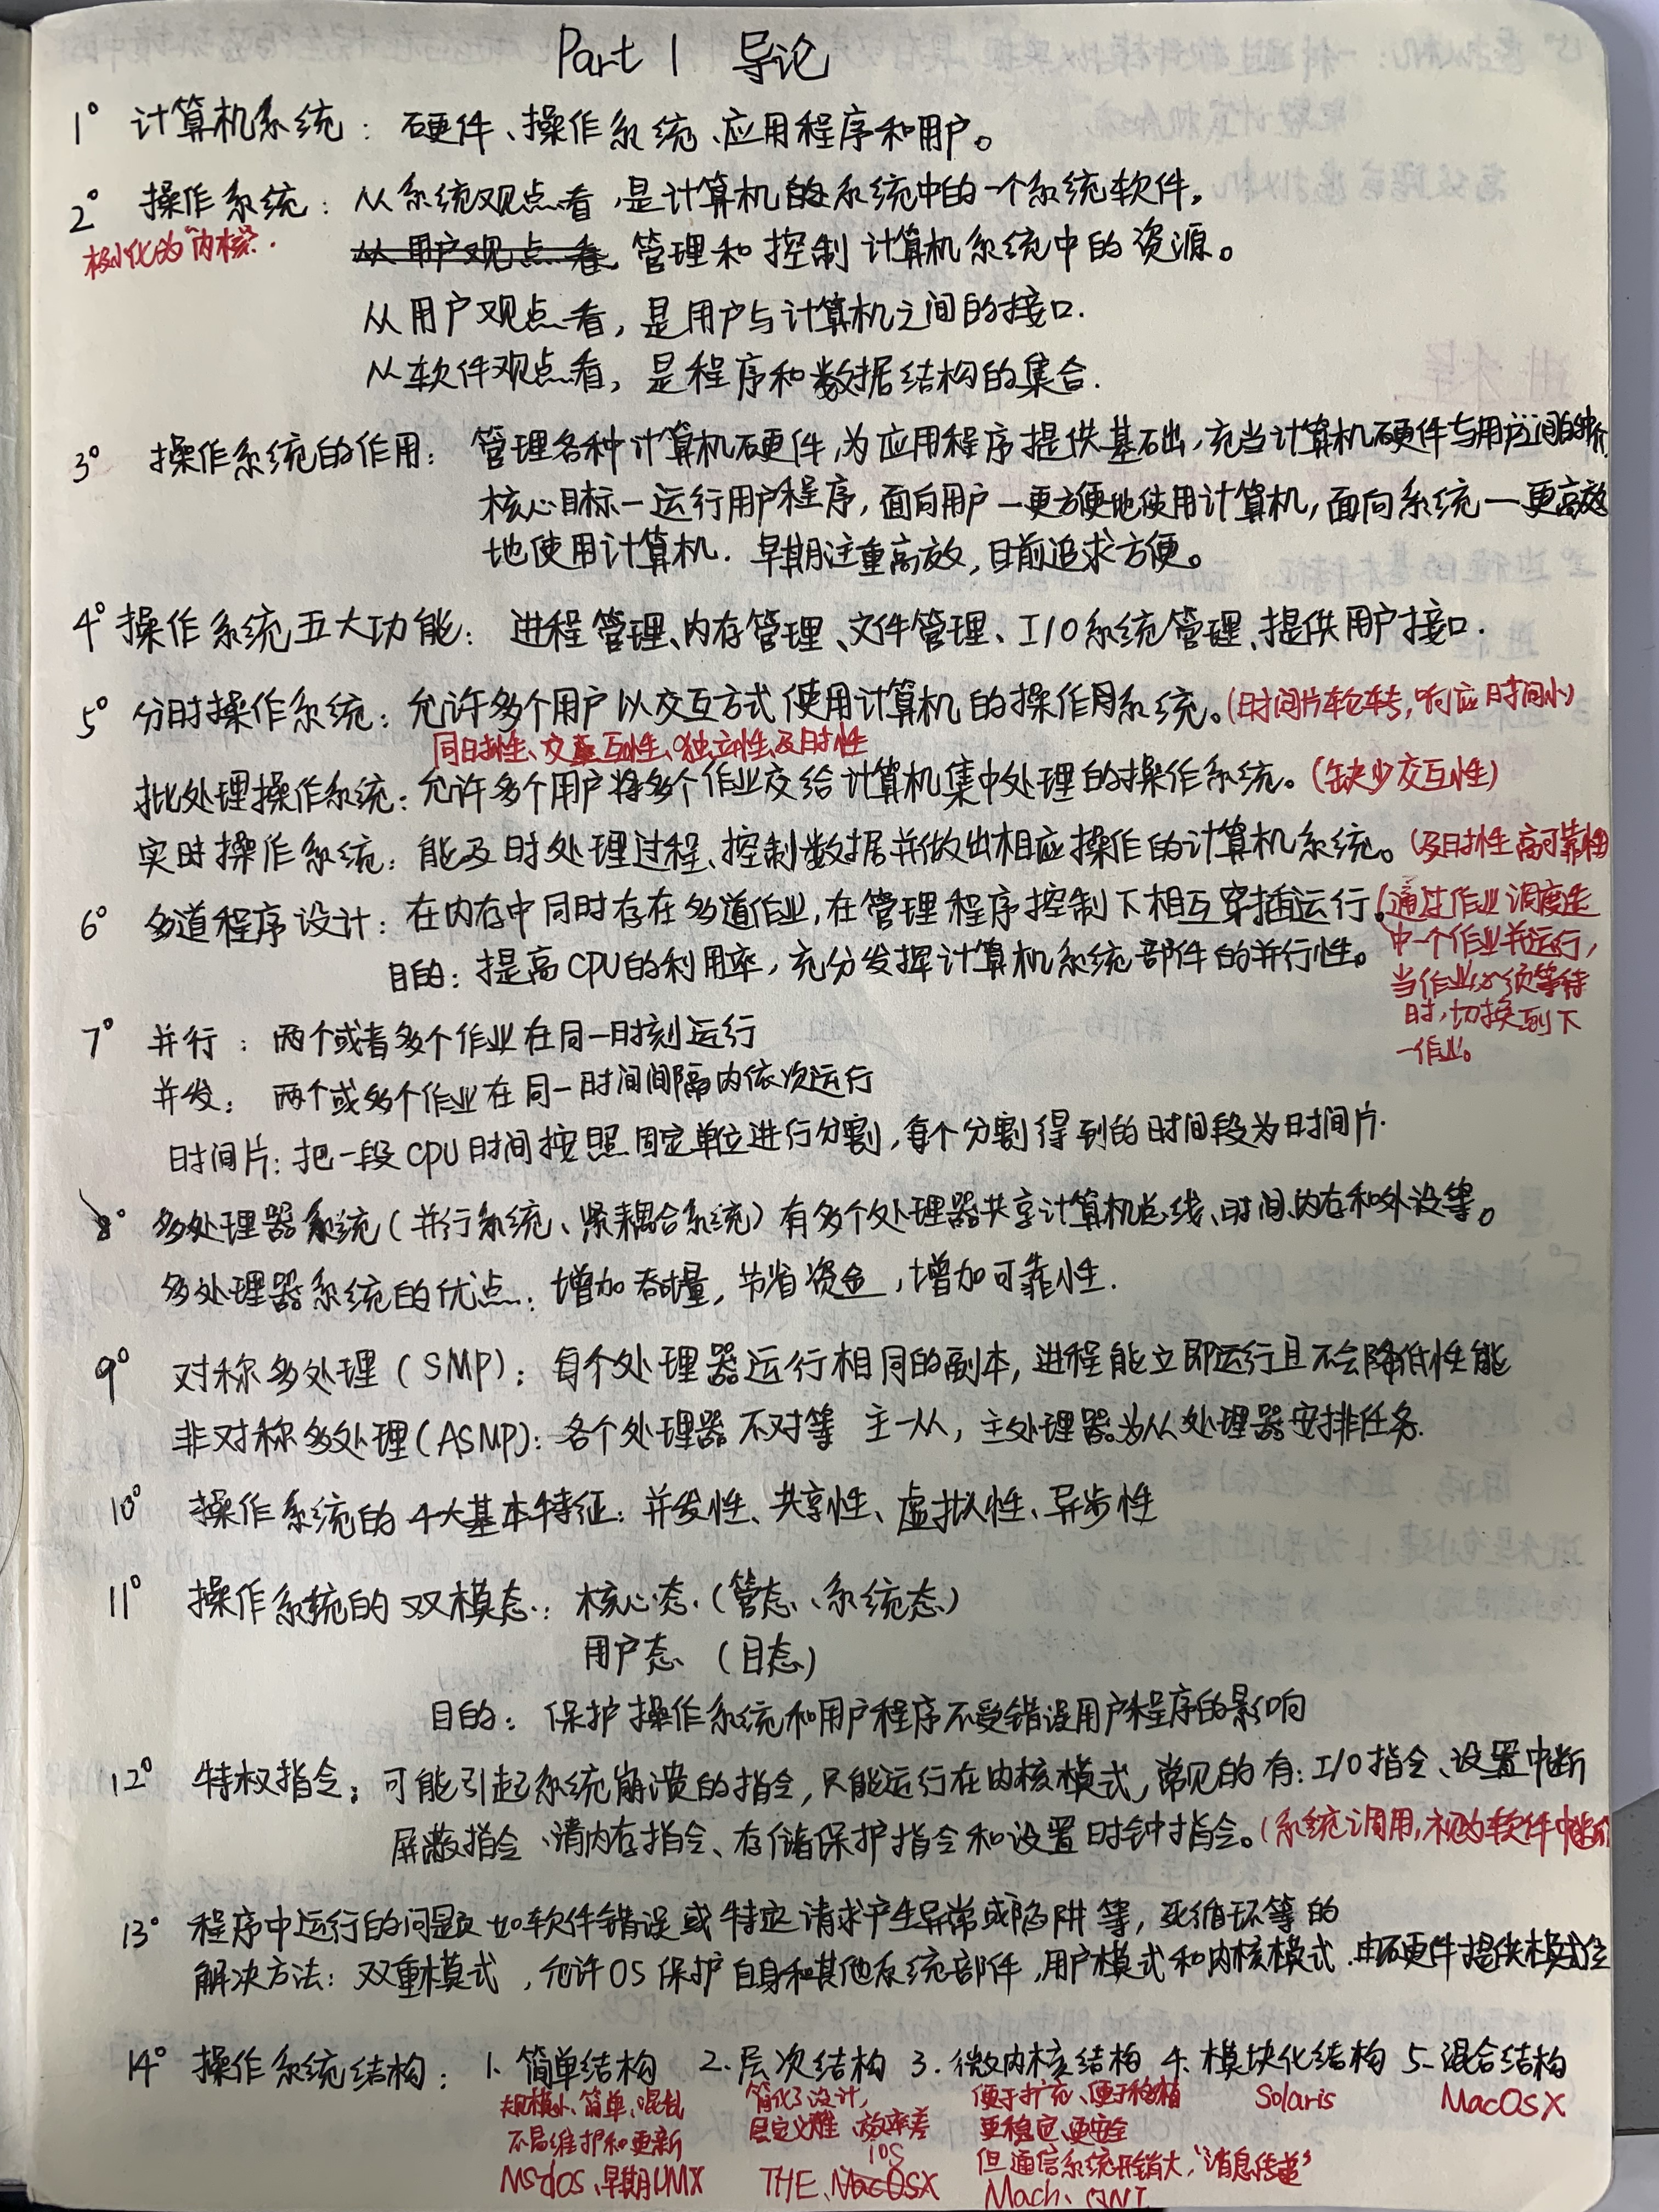 Part 1 导论
1° 计算机系统：硬件、操作系统、应用程序和用户。
2° 操作系统：从系统观点看，是计算机的系统中的一个系统软件，
极小化的"内核".
从用户观点看 管理和控制计算机系统中的资源。
从用户观点看，是用户与计算机之间的接口.
从软件观点看，是程序和数据结构的集合.
3° 操作系统的作用：管理各种计算机硬件，为应用程序提供基础，充当计算机硬件与用户之间的中介
核心目标—运行用户程序，面向用户—更方便地使用计算机，面向系统—更高效
地使用计算机. 早期注重高效，目前追求方便。
4° 操作系统五大功能：进程管理、内存管理、文件管理、I/O系统管理、提供用户接口.
5° 分时操作系统：允许多个用户以交互方式使用计算机的操作系统。(时间片轮转，响应时间小)
同时性、交互性、独立性、及时性
批处理操作系统：允许多个用户将多个作业交给计算机集中处理的操作系统。(缺少交互性)
实时操作系统：能及时处理过程、控制数据并做出相应操作的计算机系统。(及时性 高可靠性)
6° 多道程序设计：在内存中同时存在多道作业，在管理程序控制下相互穿插运行。(通过作业调度选
中一个作业并运行，
目的：提高CPU的利用率，充分发挥计算机系统部件的并行性。
当作业必须等待
时，切换到下
一作业。
7° 并行：两个或者多个作业在同一时刻运行
并发：两个或多个作业在同一时间间隔内依次运行
时间片：把一段CPU时间按照固定单位进行分割，每个分割得到的时间段为时间片.
8° 多处理器系统(并行系统、紧耦合系统)有多个处理器共享计算机总线、时间、内存和外设等。
多处理器系统的优点：增加吞吐量，节省资金，增加可靠性.
9° 对称多处理(SMP)：每个处理器运行相同的副本，进程能立即运行且不会降低性能
非对称多处理(ASMP)：各个处理器不对等 主—从，主处理器为从处理器安排任务.
10° 操作系统的4大基本特征：并发性、共享性、虚拟性、异步性
11° 操作系统的双模态：核心态(管态、系统态)
用户态 (目态)
目的：保护操作系统和用户程序不受错误用户程序的影响
12° 特权指令：可能引起系统崩溃的指令，只能运行在内核模式，常见的有：I/O指令、设置中断
屏蔽指令、清内存指令、存储保护指令和设置时钟指令。(系统调用，视为软件中断)
13° 程序中运行的问题如软件错误或特定请求产生异常或陷阱等，死循环等的
解决方法：双重模式，允许OS保护自身和其他系统部件，用户模式和内核模式.由硬件提供模式位
14° 操作系统结构：1. 简单结构 2. 层次结构 3. 微内核结构 4. 模块化结构 5. 混合结构
规模小、简单、混乱 简化了设计， 便于扩充、便于移植 Solaris MacOSX
不易维护和更新 层定义难、效率差 更稳定、更安全
iOS 但通信系统开销大，"消息传递"
MSdos、早期UNIX THE、MacOSX Mach、QNT